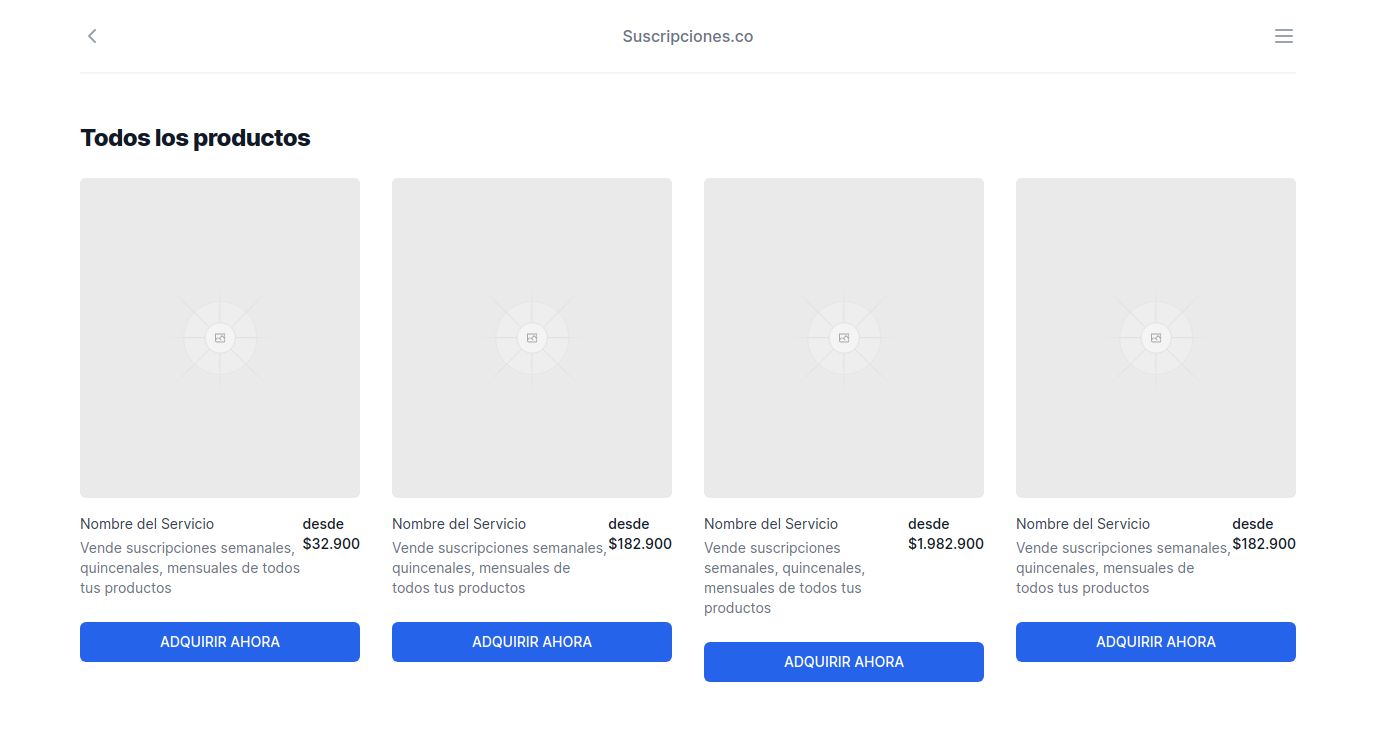 Suscripciones.co
Todos los productos
Nombre del Servicio
desde
$32.900
Vende suscripciones semanales,
quincenales, mensuales de todos
tus productos
ADQUIRIR AHORA
Nombre del Servicio
desde
$182.900
Vende suscripciones semanales,
quincenales, mensuales de
todos tus productos
ADQUIRIR AHORA
Nombre del Servicio
desde
$1.982.900
Vende suscripciones
semanales, quincenales,
mensuales de todos tus
productos
ADQUIRIR AHORA
Nombre del Servicio
desde
$182.900
Vende suscripciones semanales,
quincenales, mensuales de
todos tus productos
ADQUIRIR AHORA